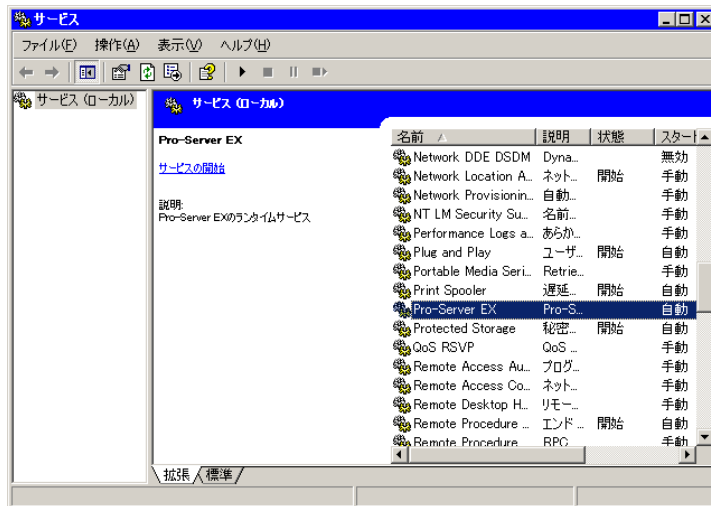 サービス
ファイル(F) 操作(A) 表示(V) ヘルプ(H)
サービス (ローカル)
サービス (ローカル)
Pro-Server EX
サービスの開始
説明:
Pro-Server EXのランタイムサービス
名前 説明 状態 スタート
Network DDE DSDM Dyna... 無効
Network Location A... ネット... 開始 手動
Network Provisionin... 自動... 手動
NT LM Security Su... 名前... 手動
Performance Logs a... あらか... 手動
Plug and Play ユーザ... 開始 自動
Portable Media Seri... Retrie... 手動
Print Spooler 遅延... 開始 自動
Pro-Server EX Pro-S... 自動
Protected Storage 秘密... 開始 自動
QoS RSVP QoS ... 手動
Remote Access Au... プログ... 手動
Remote Access Co... ネット... 手動
Remote Desktop H... リモー... 手動
Remote Procedure ... エンド ... 開始 自動
Remote Procedure RPC 手動
拡張 標準